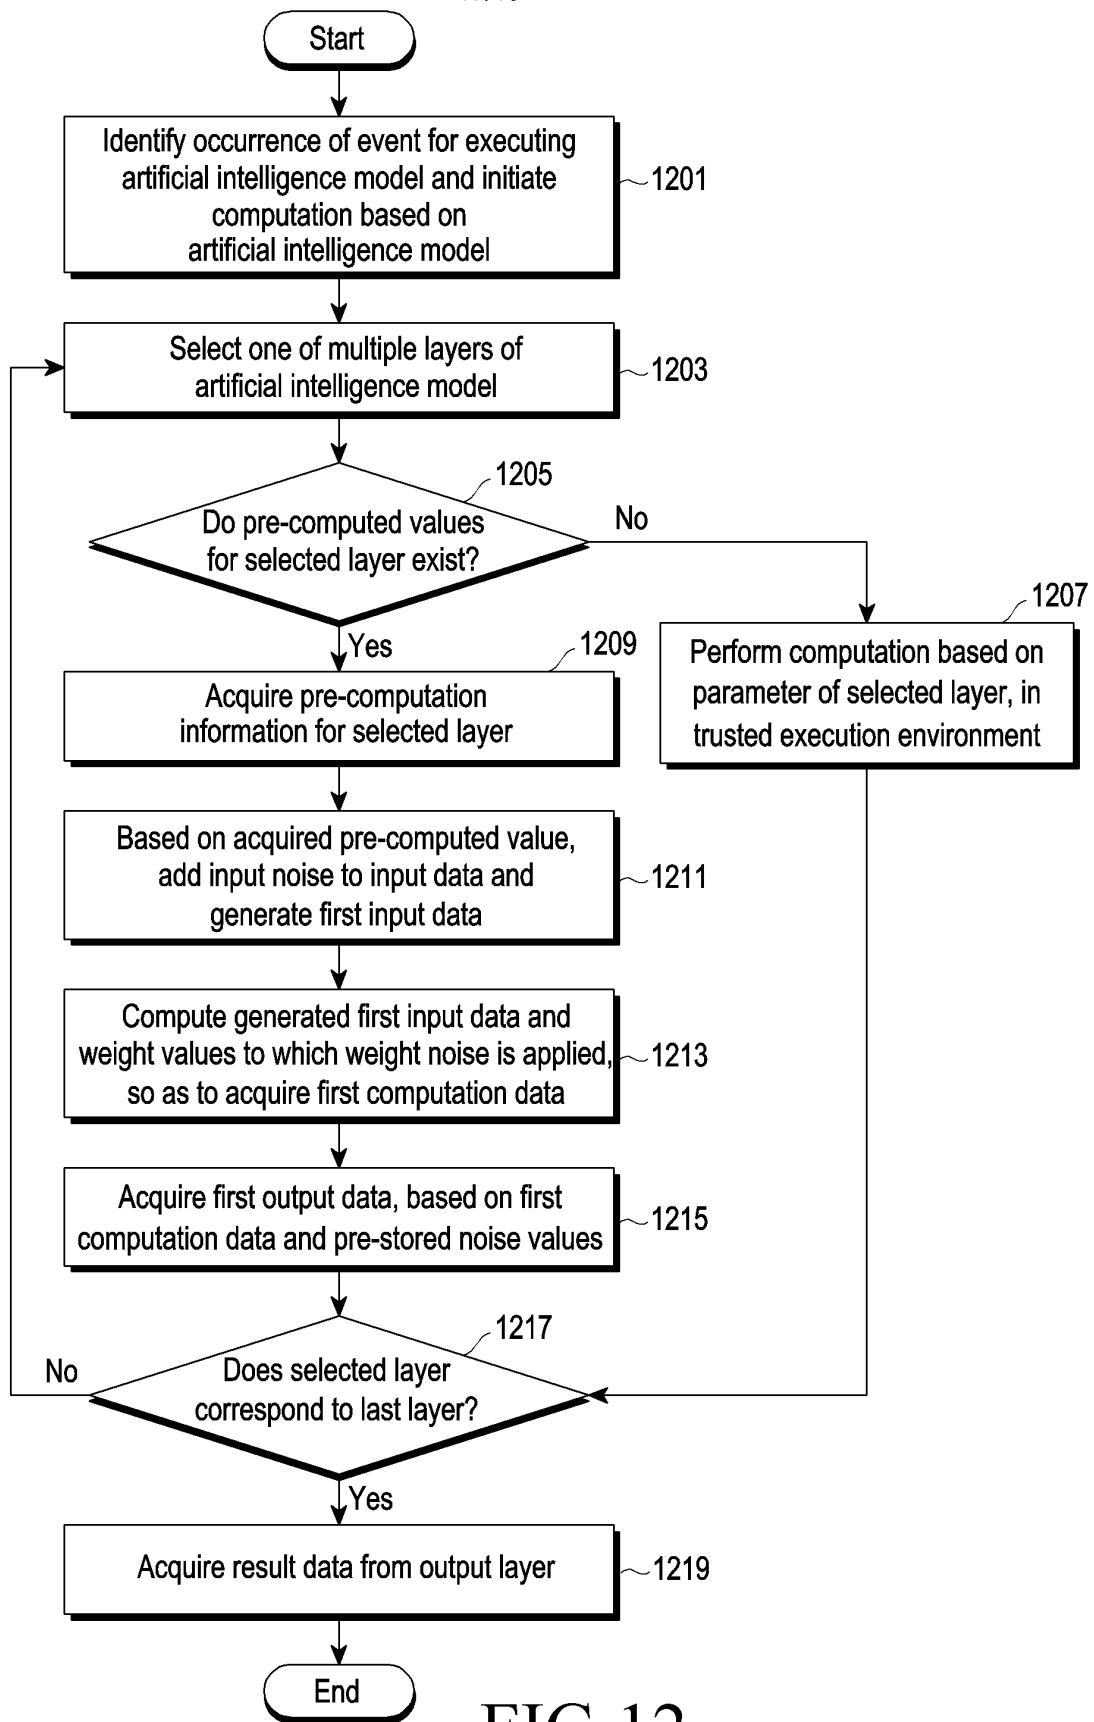 Start
Identify occurrence of event for executing
artificial intelligence model and initiate
computation based on
artificial intelligence model
1201
Select one of multiple layers of
artificial intelligence model
1203
1205
Do pre-computed values
for selected layer exist?
No
Yes
1207
Perform computation based on
parameter of selected layer, in
trusted execution environment
1209
Acquire pre-computation
information for selected layer
Based on acquired pre-computed value,
add input noise to input data and
generate first input data
1211
Compute generated first input data and
weight values to which weight noise is applied,
so as to acquire first computation data
1213
Acquire first output data, based on first
computation data and pre-stored noise values
1215
1217
Does selected layer
correspond to last layer?
No
Yes
Acquire result data from output layer
1219
End
FIG.12